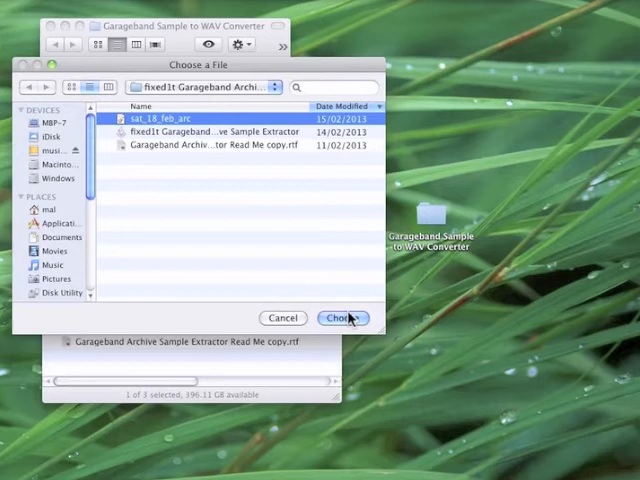 Garageband Sample to WAV Converter
»
Choose a File
fixed1t Garageband Archi...
Name
Date Modified
DEVICES
MBP-7
iDisk
musi...
Macinto...
Windows
PLACES
mal
Applicati...
Documents
Movies
Music
Pictures
Disk Utility
sat_18_feb_arc 15/02/2013
fixed1t Garageband...ve Sample Extractor 14/02/2013
Garageband Archiv...tor Read Me copy.rtf 11/02/2013
Cancel
Garageband Archive Sample Extractor Read Me copy.rtf
1 of 3 selected, 396.11 GB available
Garageband Sample
to WAV Converter